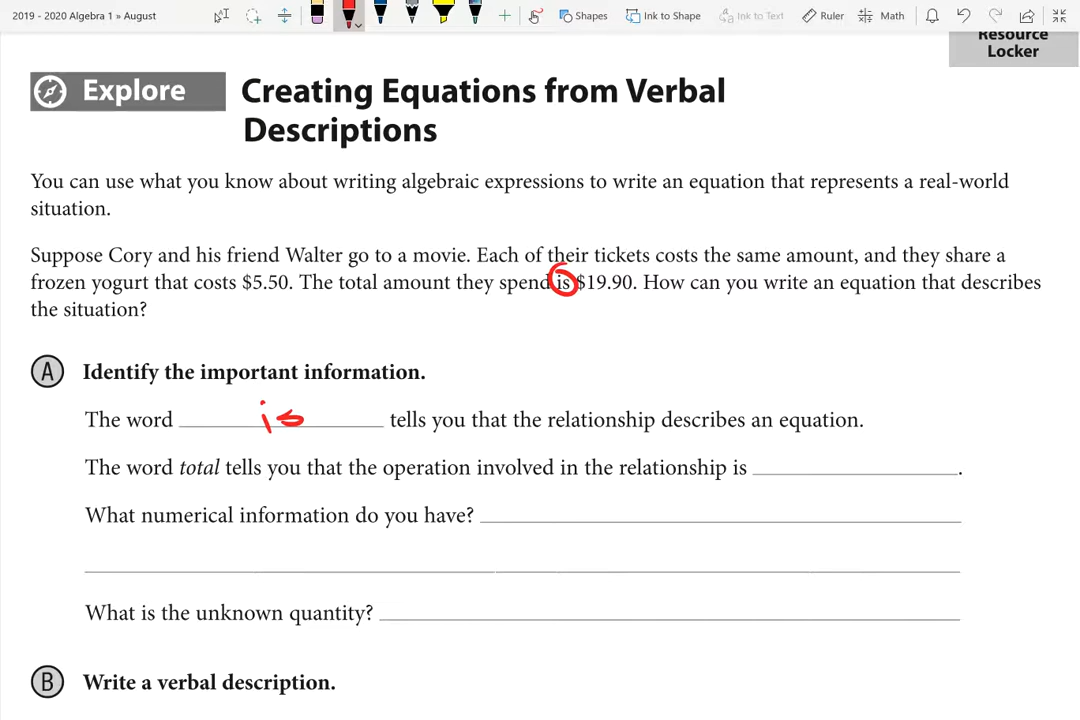 2019 - 2020 Algebra 1 » August
Shapes
Ink to Shape
Ink to Text
Ruler
Math
Resource
Locker
Explore
Creating Equations from Verbal
Descriptions
You can use what you know about writing algebraic expressions to write an equation that represents a real-world
situation.
Suppose Cory and his friend Walter go to a movie. Each of their tickets costs the same amount, and they share a
frozen yogurt that costs $5.50. The total amount they spend is $19.90. How can you write an equation that describes
the situation?
A Identify the important information.
The word is tells you that the relationship describes an equation.
The word total tells you that the operation involved in the relationship is .
What numerical information do you have?
What is the unknown quantity?
B Write a verbal description.